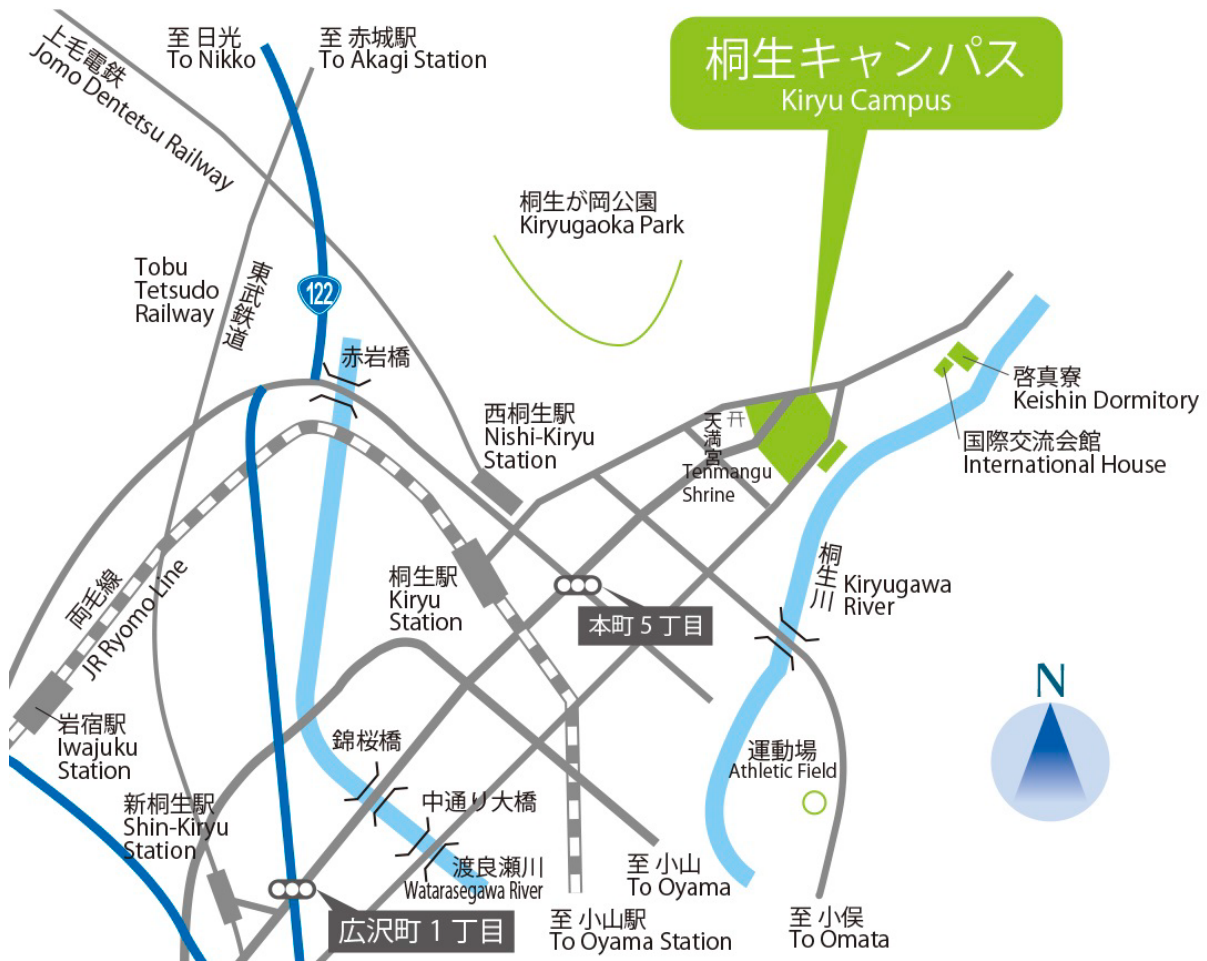 至 日光
To Nikko
至 赤城駅
To Akagi Station
上毛電鉄
Jomo Dentetsu Railway
桐生キャンパス
Kiryu Campus
桐生が岡公園
Kiryugaoka Park
Tobu
Tetsudo
Railway
東武鉄道
122
赤岩橋
西桐生駅
Nishi-Kiryu
Station
天満宮
Tenmangu
Shrine
啓真寮
Keishin Dormitory
国際交流会館
International House
両毛線
JR Ryomo Line
桐生駅
Kiryu
Station
本町 5 丁目
桐生川
Kiryugawa
River
N
岩宿駅
Iwajuku
Station
錦桜橋
運動場
Athletic Field
新桐生駅
Shin-Kiryu
Station
中通り大橋
渡良瀬川
Watarasegawa River
至 小山
To Oyama
広沢町 1 丁目
至 小山駅
To Oyama Station
至 小俣
To Omata